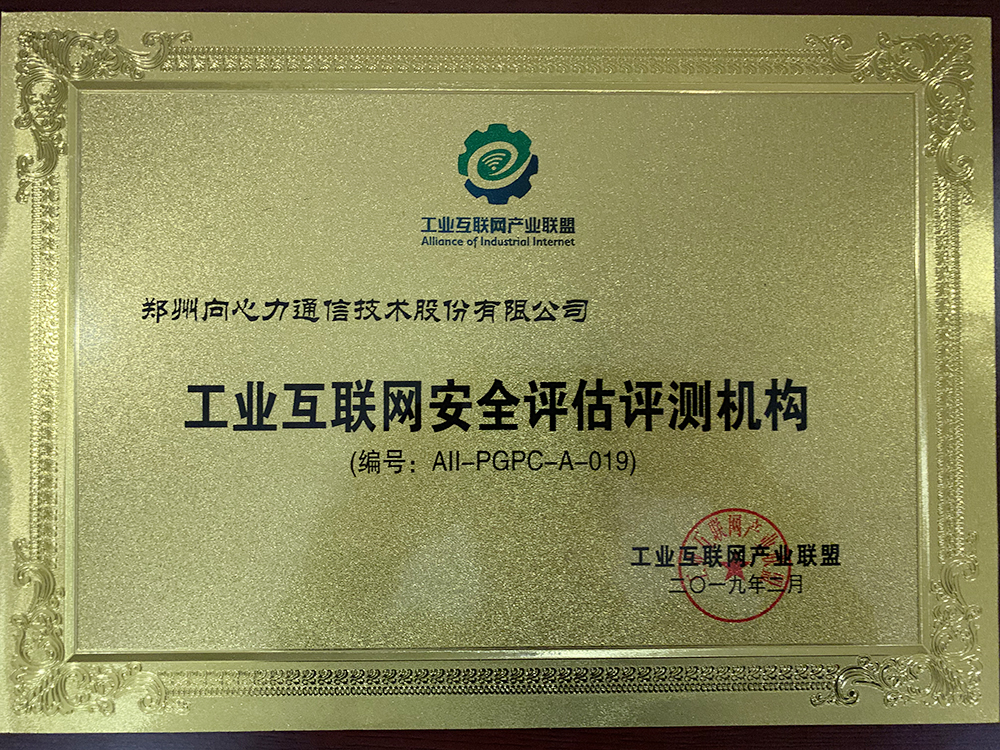 工业互联网产业联盟
Alliance of Industrial Internet
郑州向心力通信技术股份有限公司
工业互联网安全评估评测机构
(编号：AII-PGPC-A-019)
工业互联网产业联盟
二〇一九年二月